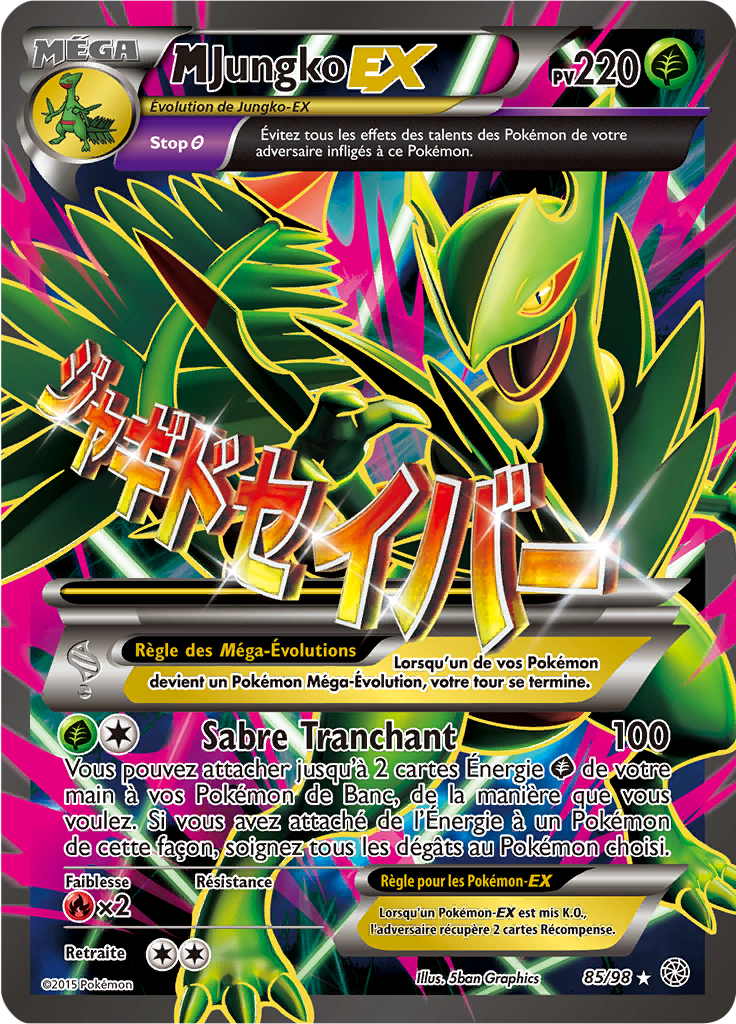 MÉGA
MJungko EX
PV220
Évolution de Jungko-EX
Stop θ
Évitez tous les effets des talents des Pokémon de votre
adversaire infligés à ce Pokémon.
ジャギドセイバー
Règle des Méga-Évolutions
Lorsqu'un de vos Pokémon
devient un Pokémon Méga-Évolution, votre tour se termine.
Sabre Tranchant 100
Vous pouvez attacher jusqu'à 2 cartes Énergie de votre
main à vos Pokémon de Banc, de la manière que vous
voulez. Si vous avez attaché de l'Énergie à un Pokémon
de cette façon, soignez tous les dégâts au Pokémon choisi.
Faiblesse Résistance
×2
Règle pour les Pokémon-EX
Lorsqu'un Pokémon-EX est mis K.O.,
l'adversaire récupère 2 cartes Récompense.
Retraite
©2015 Pokémon
Illus. 5ban Graphics
85/98 ★